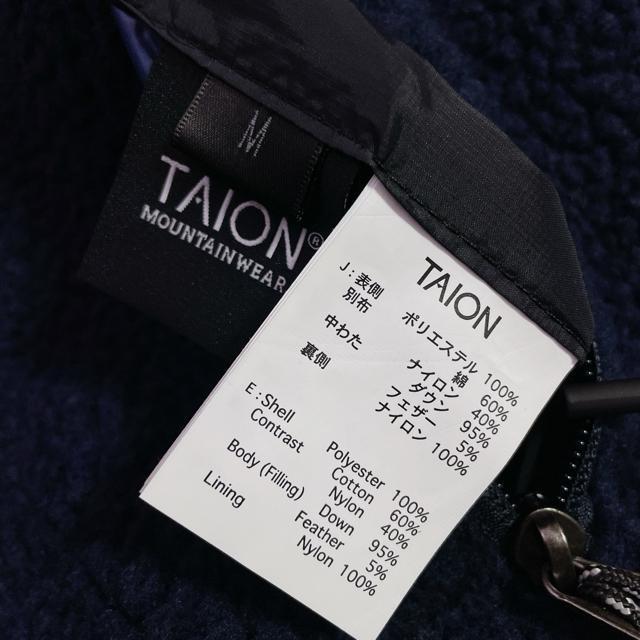 TAION®
MOUNTAINWEAR
TAION
J：表側 ポリエステル 100%
別布 綿 60%
ナイロン 40%
中わた ダウン 95%
フェザー 5%
裏側 ナイロン 100%
E：Shell Polyester 100%
Contrast Cotton 60%
Nylon 40%
Body (Filling) Down 95%
Feather 5%
Lining Nylon 100%